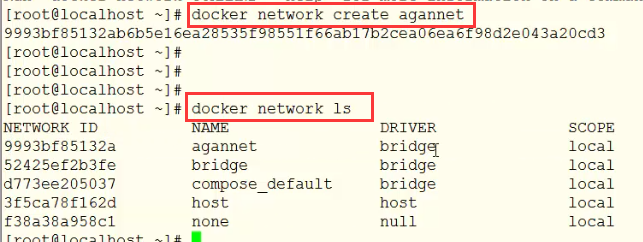 [root@localhost ~]# docker network create agannet
9993bf85132ab6b5e16ea28535f98551f66ab17b2cea06ea6f98d2e043a20cd3
[root@localhost ~]#
[root@localhost ~]#
[root@localhost ~]# docker network ls
NETWORK ID NAME DRIVER SCOPE
9993bf85132a agannet bridge local
52425ef2b3fe bridge bridge local
d773ee205037 compose_default bridge local
3f5ca78f162d host host local
f38a38a958c1 none null local
[root@localhost ~]#